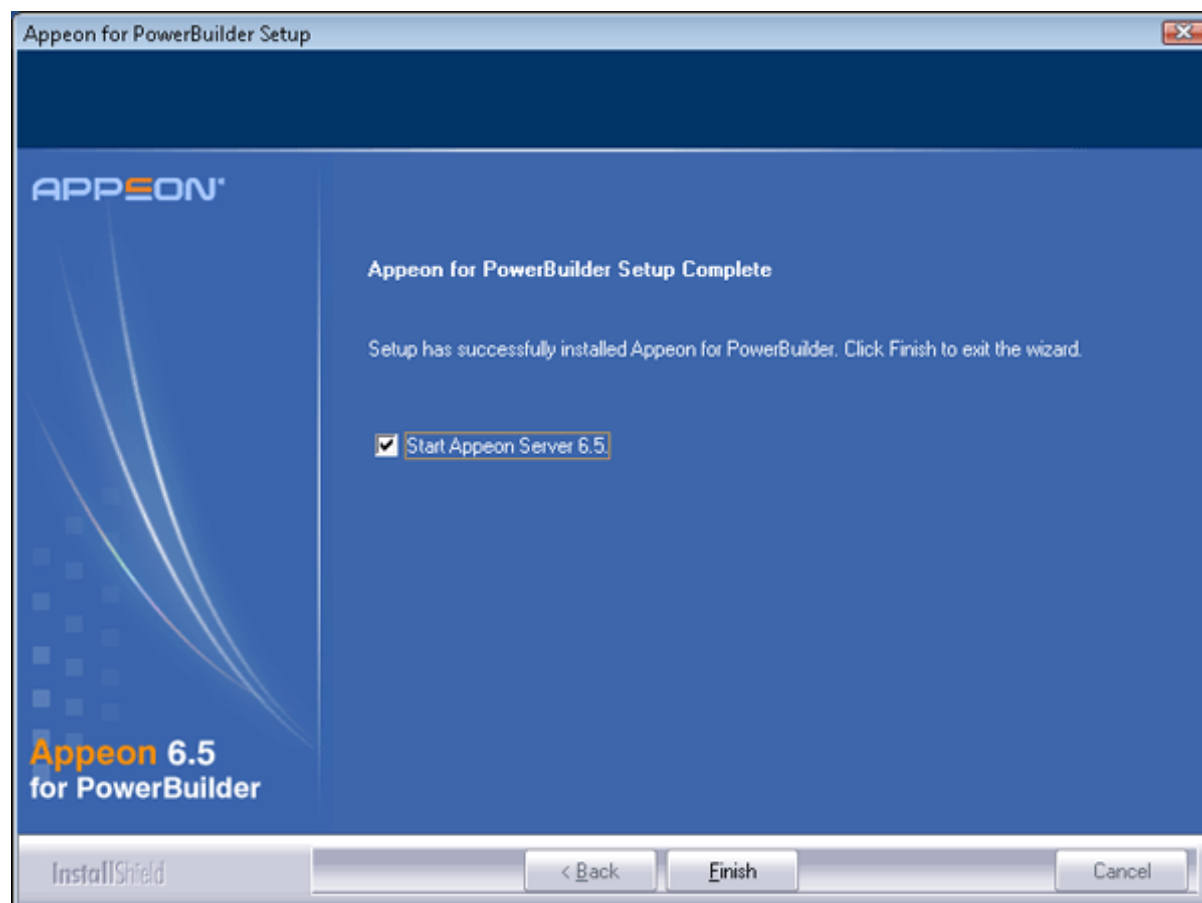 Appeon for PowerBuilder Setup
APPEON
Appeon for PowerBuilder Setup Complete
Setup has successfully installed Appeon for PowerBuilder. Click Finish to exit the wizard.
Start Appeon Server 6.5.
Appeon 6.5
for PowerBuilder
InstallShield
< Back
Finish
Cancel